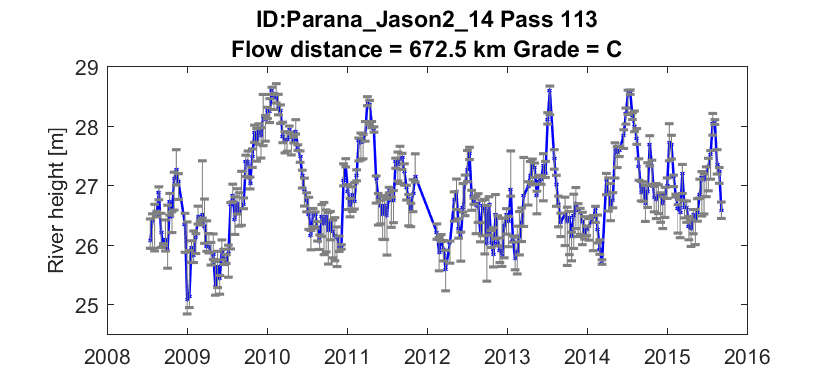 ID:Parana_Jason2_14 Pass 113
Flow distance = 672.5 km Grade = C
River height [m]
29
28
27
26
25
2008 2009 2010 2011 2012 2013 2014 2015 2016